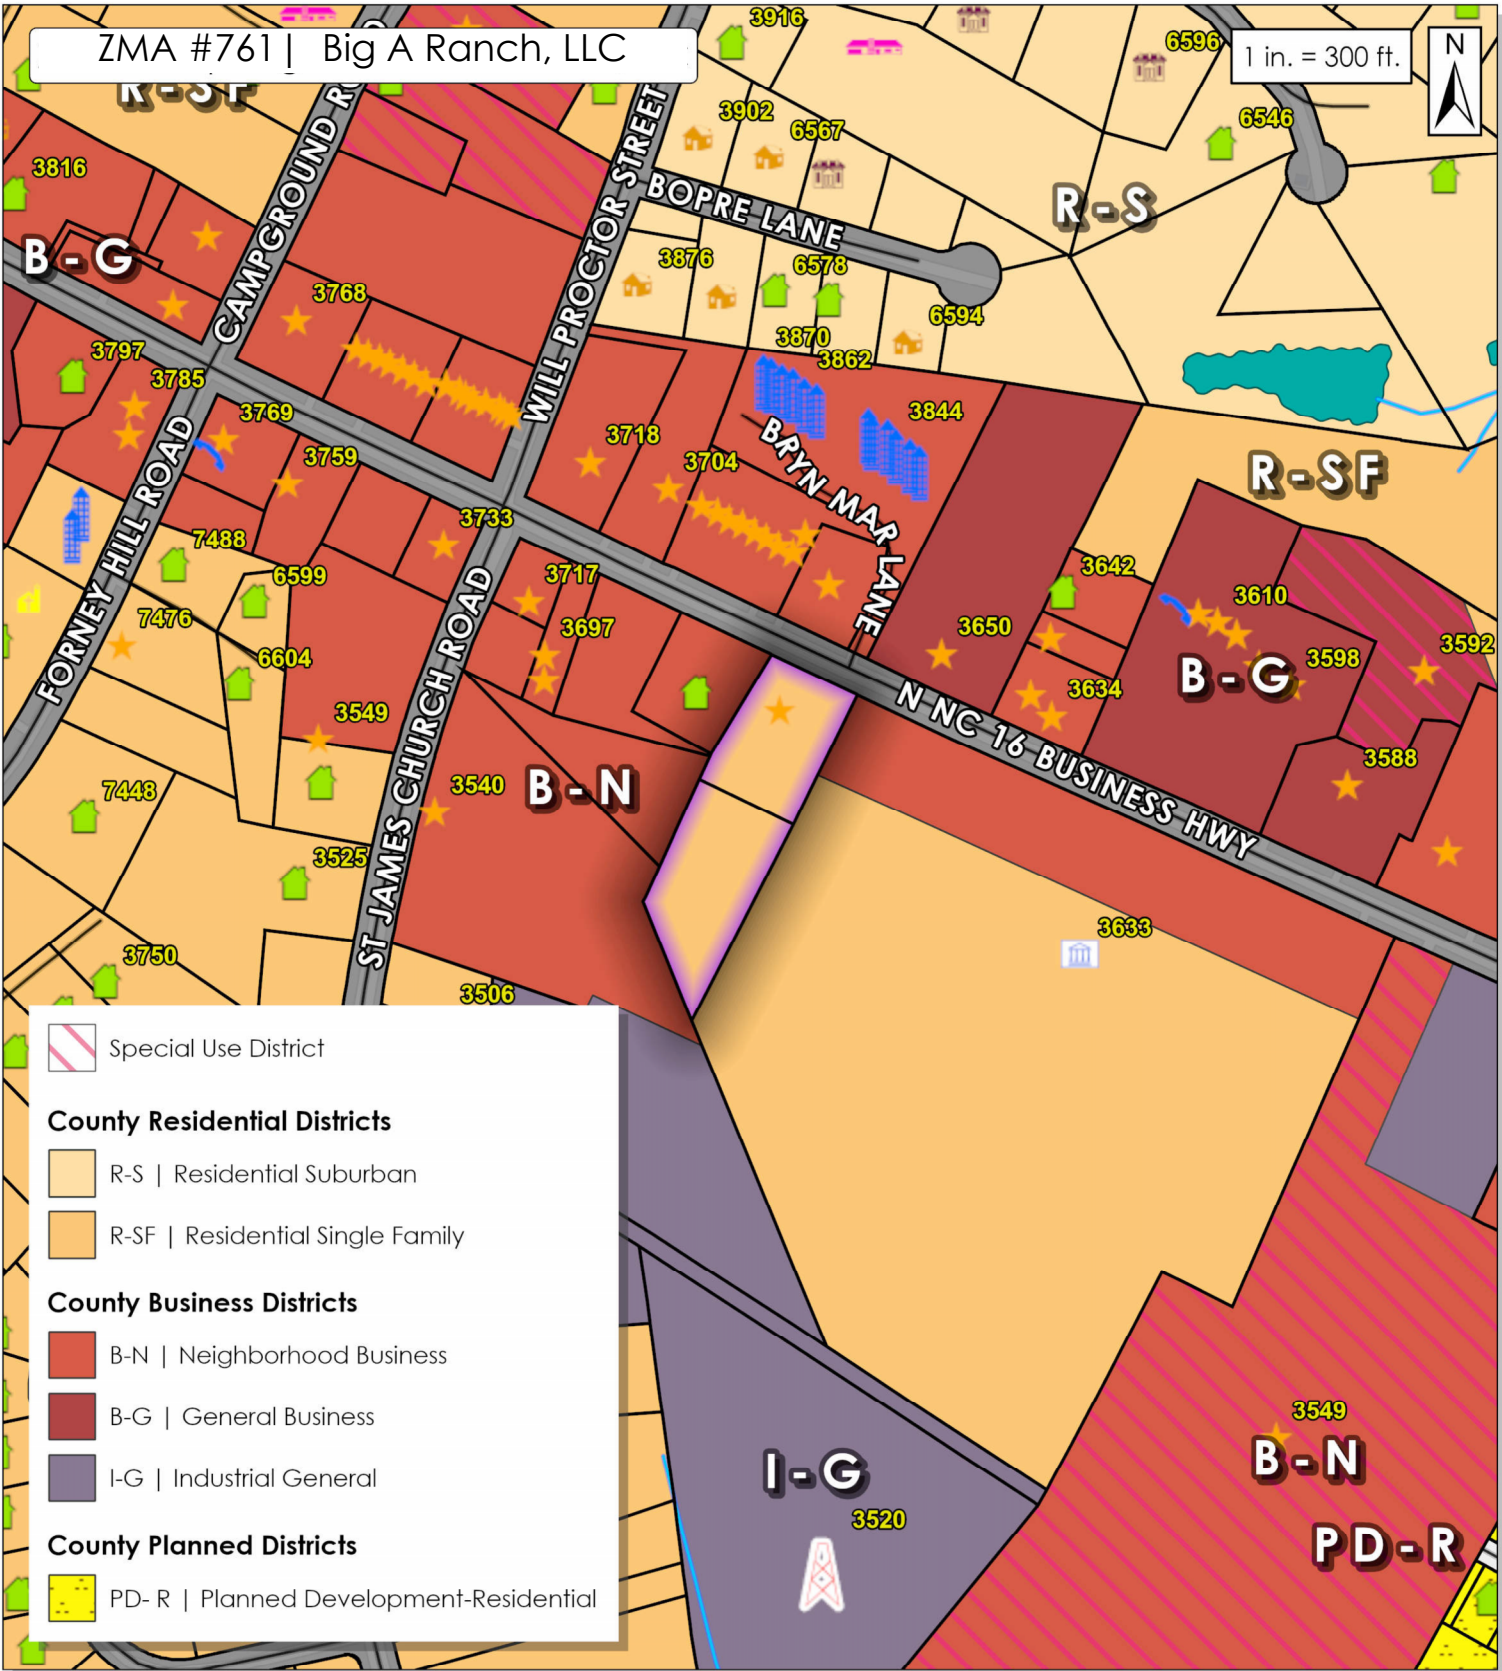 ZMA #761| Big A Ranch, LLC
1 in. = 300 ft.
N
3916
6596
R-SF
CAMPGROUND
3902
6567
6546
3816
WILL PROCTOR STREET
BOPRE LANE
R-S
B-G
3876
6578
3768
6594
3870
3797
3862
3785
3769
3844
3718
BRYN MAR LANE
3759
3704
R-SF
FORNEY HILL ROAD
3733
7488
6599
3717
3642
3610
7476
3697
3650
3592
6604
3598
B-G
3634
3549
N NC 16 BUSINESS HWY
ST JAMES CHURCH ROAD
3588
7448
3540
B-N
3525
3633
3750
3506
Special Use District
County Residential Districts
R-S | Residential Suburban
R-SF | Residential Single Family
County Business Districts
B-N | Neighborhood Business
B-G | General Business
I-G | Industrial General
County Planned Districts
PD- R | Planned Development-Residential
3549
B-N
I-G
3520
PD-R